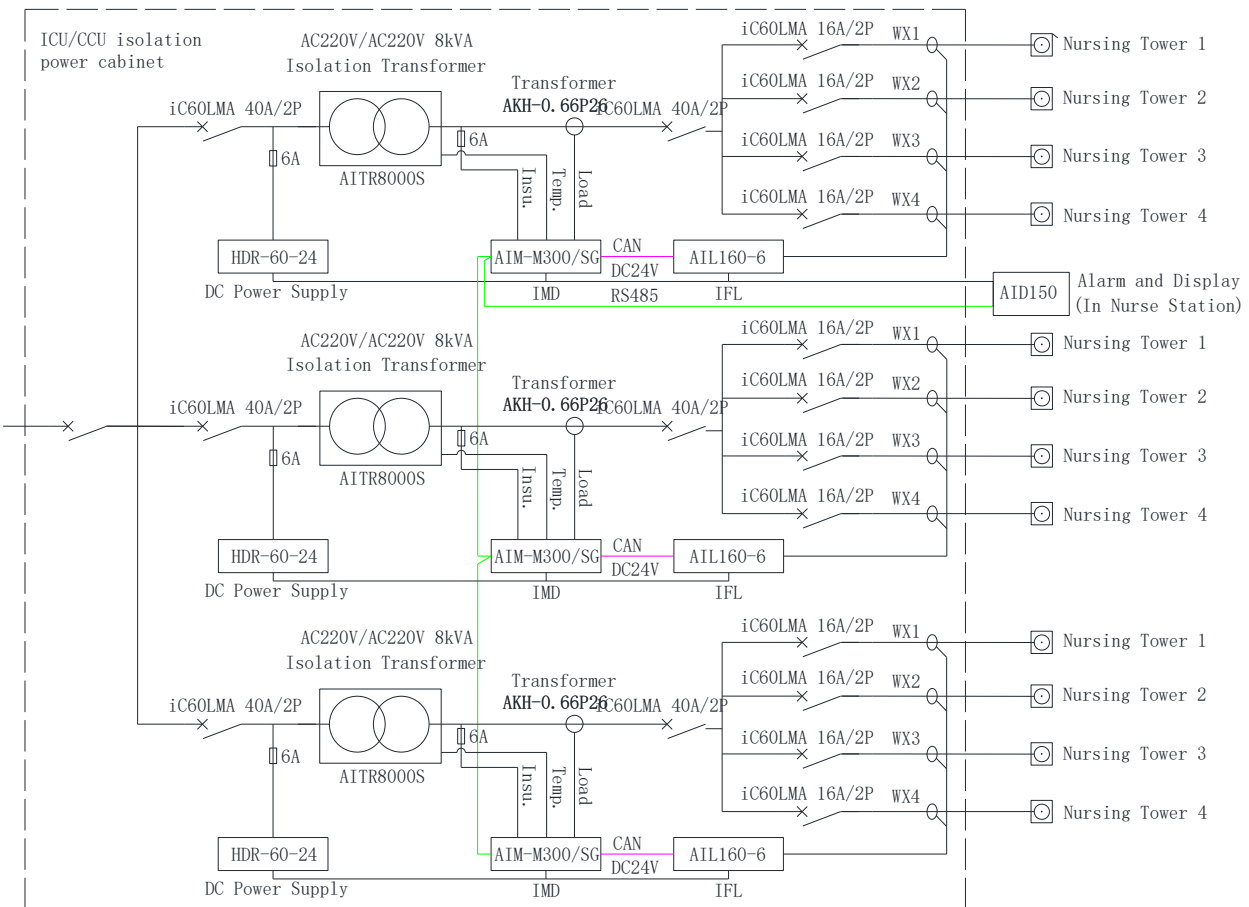 ICU/CCU isolation
power cabinet
AC220V/AC220V 8kVA
Isolation Transformer
iC60LMA 40A/2P
6A
AITR8000S
6A
Transformer
AKH-0.66P26
iC60LMA 40A/2P
Insu.
Temp.
Load
iC60LMA 16A/2P
WX1
Nursing Tower 1
iC60LMA 16A/2P
WX2
Nursing Tower 2
iC60LMA 16A/2P
WX3
Nursing Tower 3
iC60LMA 16A/2P
WX4
Nursing Tower 4
HDR-60-24
DC Power Supply
AIM-M300/SG
IMD
CAN
DC24V
RS485
AIL160-6
IFL
AID150
Alarm and Display
(In Nurse Station)
AC220V/AC220V 8kVA
Isolation Transformer
iC60LMA 40A/2P
6A
AITR8000S
6A
Transformer
AKH-0.66P26
iC60LMA 40A/2P
Insu.
Temp.
Load
iC60LMA 16A/2P
WX1
Nursing Tower 1
iC60LMA 16A/2P
WX2
Nursing Tower 2
iC60LMA 16A/2P
WX3
Nursing Tower 3
iC60LMA 16A/2P
WX4
Nursing Tower 4
HDR-60-24
DC Power Supply
AIM-M300/SG
IMD
CAN
DC24V
AIL160-6
IFL
AC220V/AC220V 8kVA
Isolation Transformer
iC60LMA 40A/2P
6A
AITR8000S
6A
Transformer
AKH-0.66P26
iC60LMA 40A/2P
Insu.
Temp.
Load
iC60LMA 16A/2P
WX1
Nursing Tower 1
iC60LMA 16A/2P
WX2
Nursing Tower 2
iC60LMA 16A/2P
WX3
Nursing Tower 3
iC60LMA 16A/2P
WX4
Nursing Tower 4
HDR-60-24
DC Power Supply
AIM-M300/SG
IMD
CAN
DC24V
AIL160-6
IFL